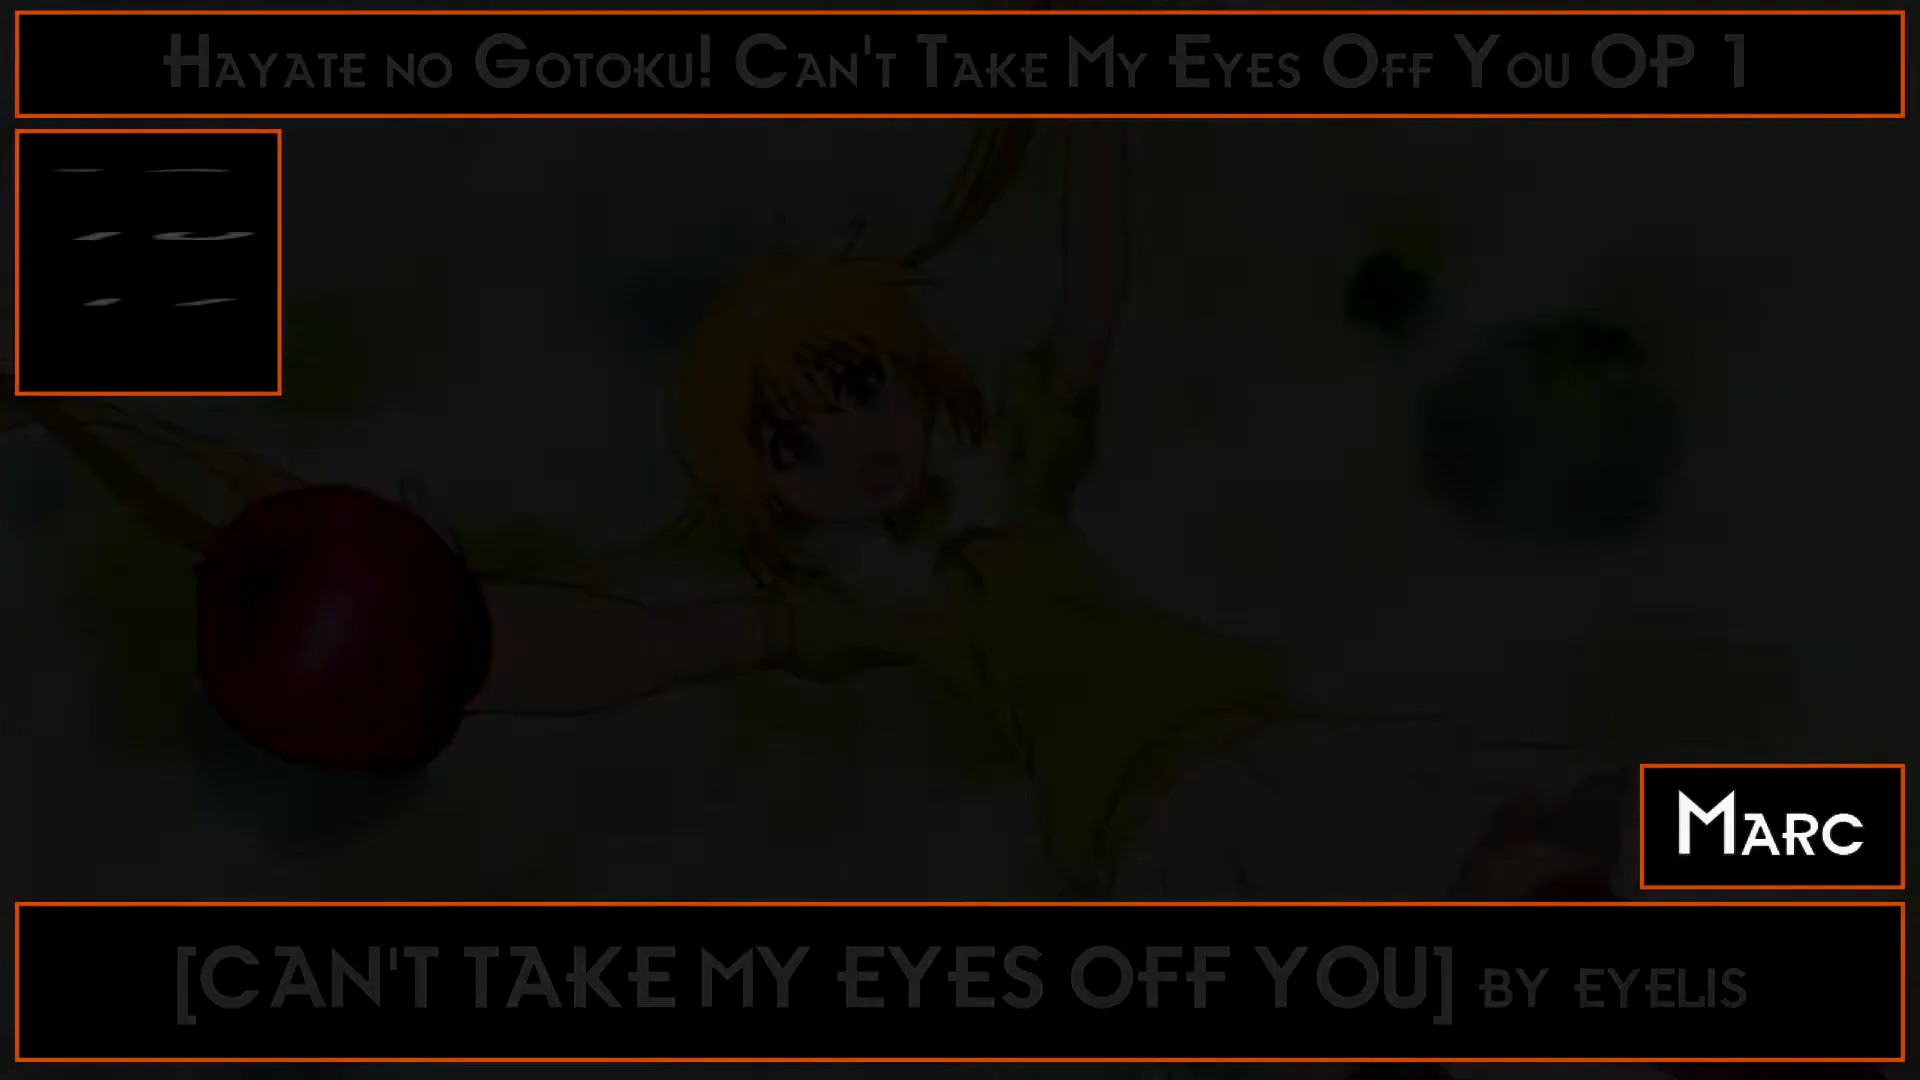 Hayate no Gotoku! Can't Take My Eyes Off You OP 1
Marc
[CAN'T TAKE MY EYES OFF YOU] BY EYELIS